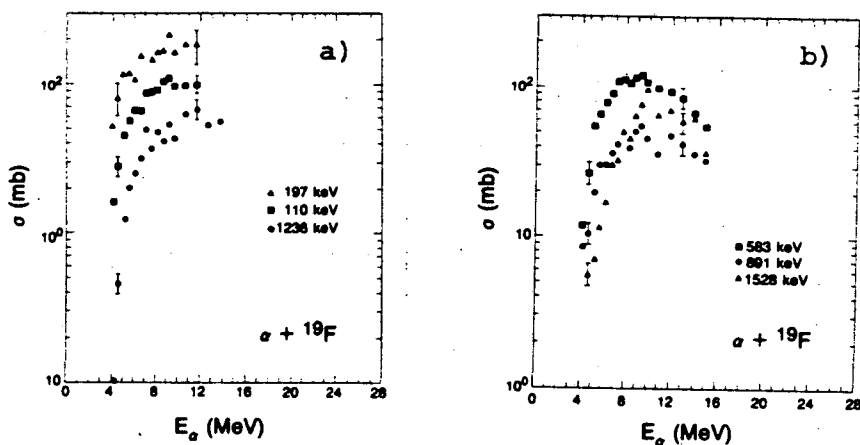 a)
10²
10⁰
10
σ (mb)
▲ 197 keV
■ 110 keV
● 1236 keV
α + ¹⁹F
0 4 8 12 16 20 24 28
E_α (MeV)
b)
10²
10
10⁰
σ (mb)
■ 583 keV
● 891 keV
▲ 1528 keV
α + ¹⁹F
0 4 8 12 16 20 24 28
E_α (MeV)